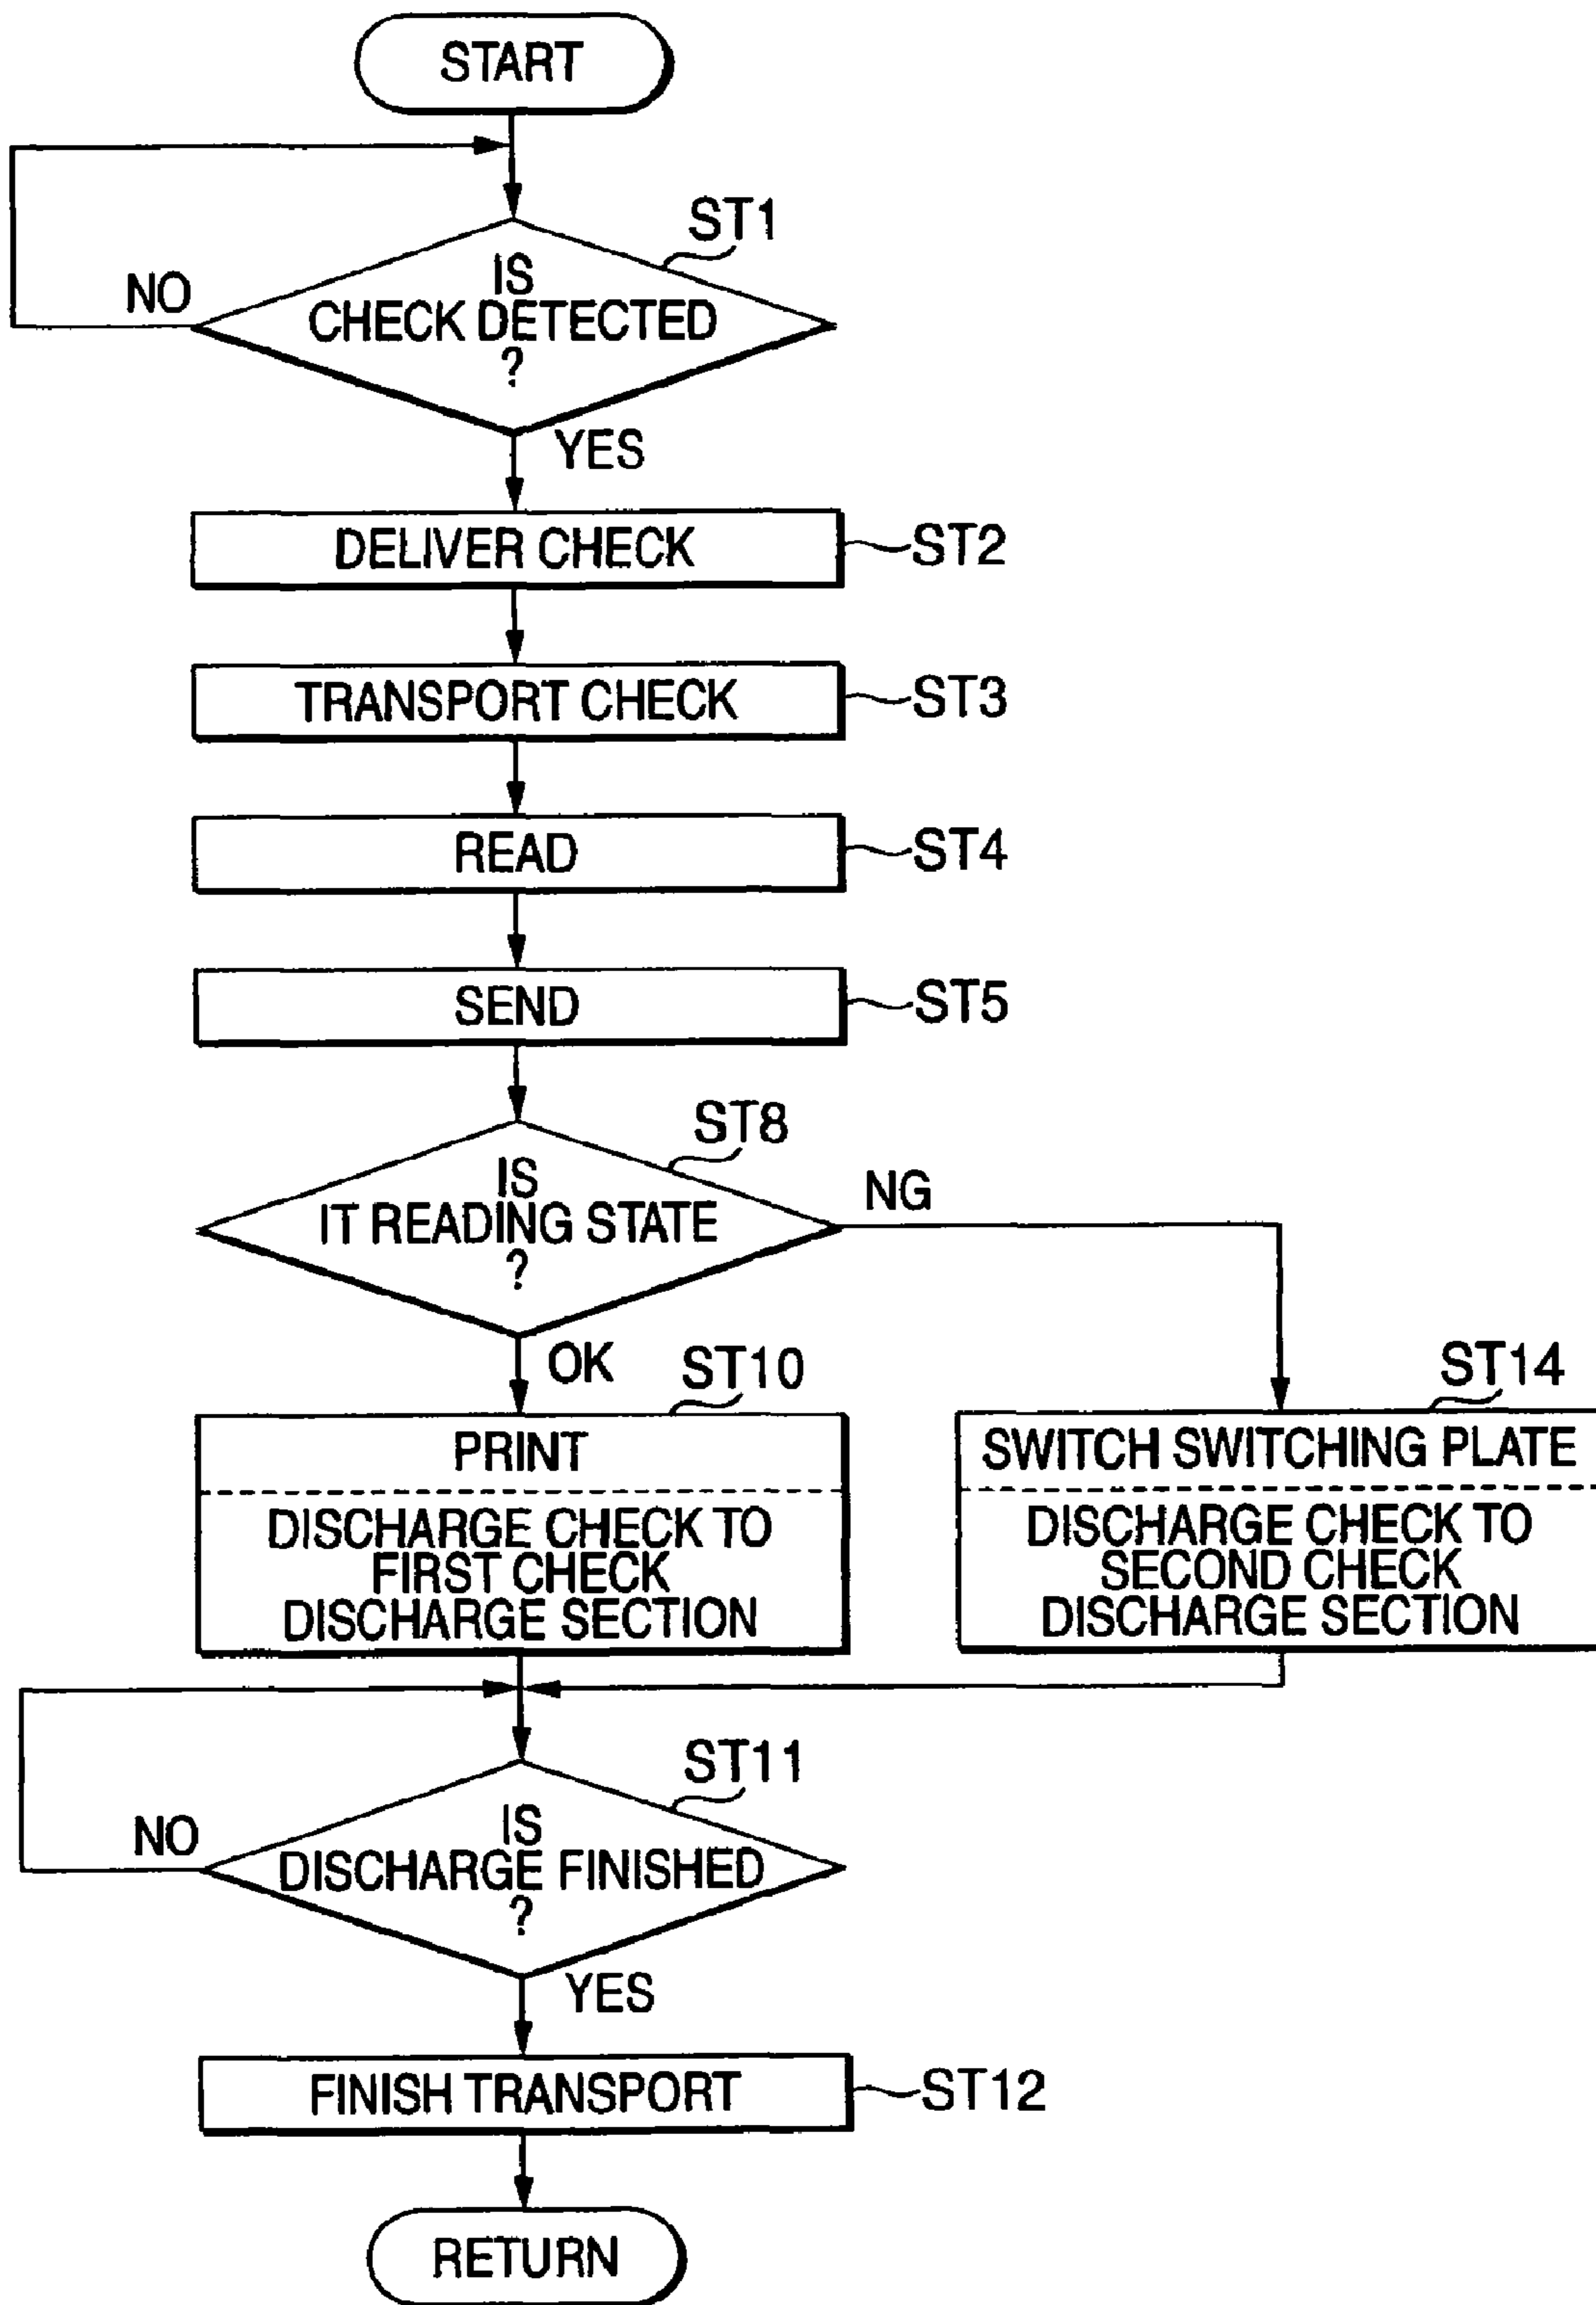 START
ST1
NO
IS
CHECK DETECTED
?
YES
DELIVER CHECK
ST2
TRANSPORT CHECK
ST3
READ
ST4
SEND
ST5
ST8
IS
IT READING STATE
?
NG
OK
ST10
PRINT
DISCHARGE CHECK TO
FIRST CHECK
DISCHARGE SECTION
ST14
SWITCH SWITCHING PLATE
DISCHARGE CHECK TO
SECOND CHECK
DISCHARGE SECTION
ST11
NO
IS
DISCHARGE FINISHED
?
YES
FINISH TRANSPORT
ST12
RETURN